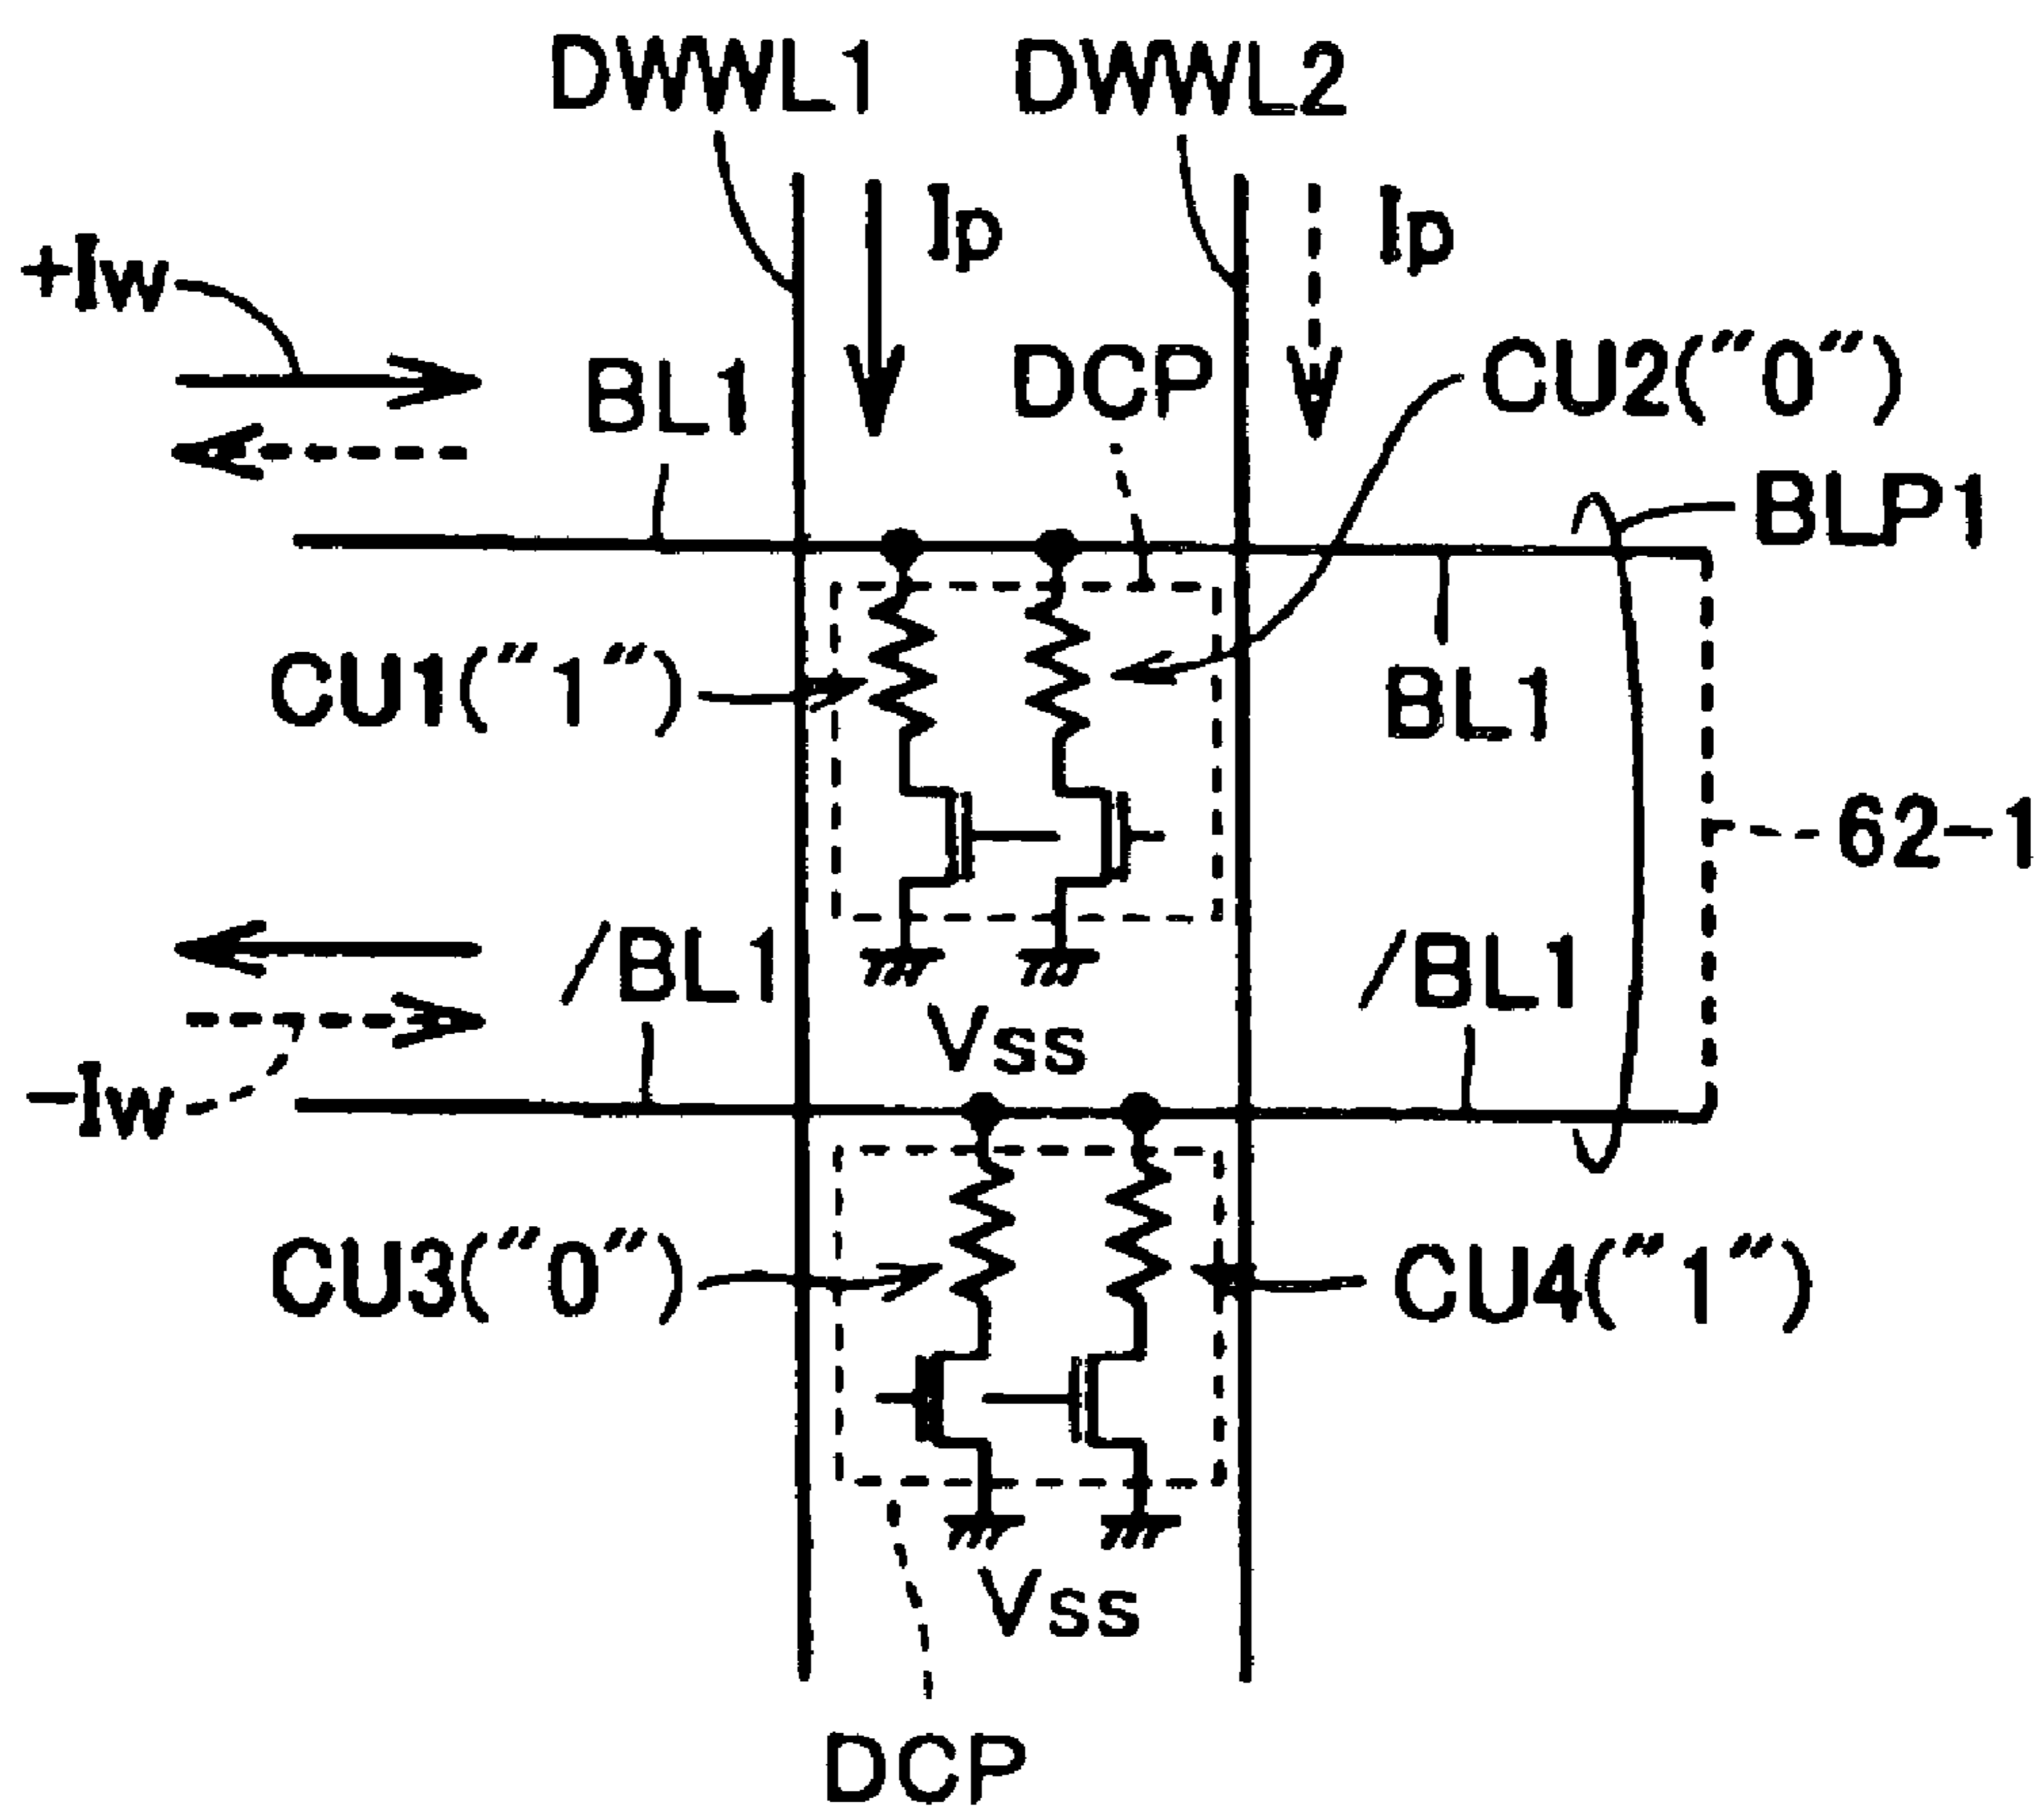 DWWL1 DWWL2
Ip Ip
+Iw
BL1 DCP CU2("0")
BLP1
CU1("1") BL1
62-1
/BL1 /BL1
Vss
-Iw
CU3("0") CU4("1")
Vss
DCP